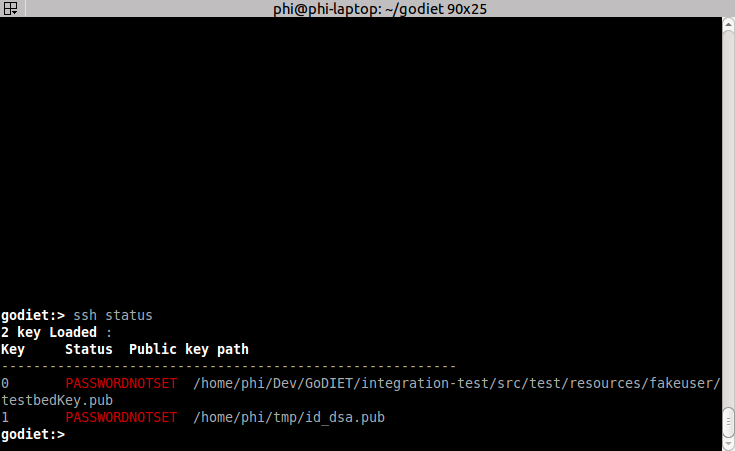 phi@phi-laptop: ~/godiet 90x25
godiet:> ssh status
2 key Loaded :
Key     Status  Public key path
---------------------------------------------------------
0       PASSWORDNOTSET  /home/phi/Dev/GoDIET/integration-test/src/test/resources/fakeuser/
testbedKey.pub
1       PASSWORDNOTSET  /home/phi/tmp/id_dsa.pub
godiet:>